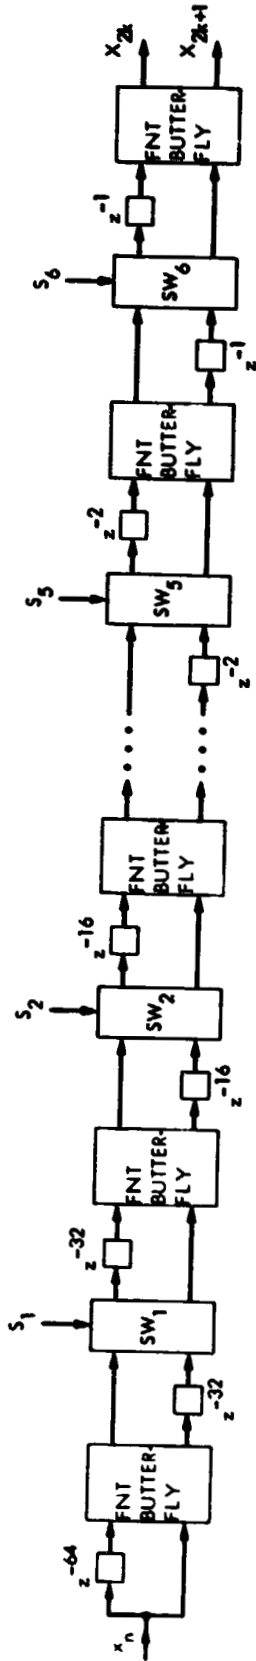 xₙ
z⁻⁶⁴
FNT
BUTTER-
FLY
z⁻³²
S₁
SW₁
z⁻³²
FNT
BUTTER-
FLY
z⁻¹⁶
S₂
SW₂
z⁻¹⁶
FNT
BUTTER-
FLY
z⁻²
S₅
SW₅
z⁻²
FNT
BUTTER-
FLY
z⁻¹
S₆
SW₆
z⁻¹
FNT
BUTTER-
FLY
X₂ₖ
X₂ₖ₊₁